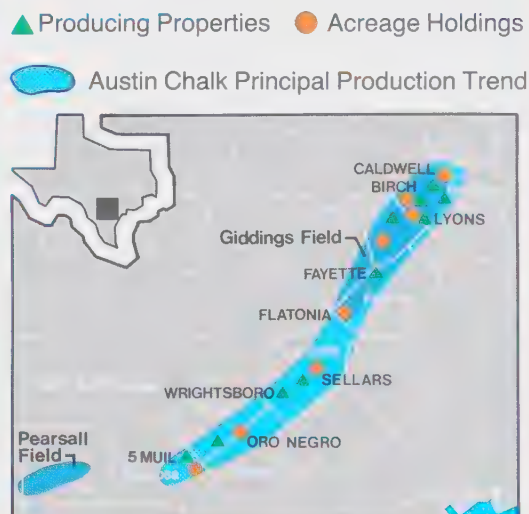 Producing Properties Acreage Holdings
Austin Chalk Principal Production Trend
CALDWELL
BIRCH
LYONS
Giddings Field
FAYETTE
FLATONIA
SELLARS
WRIGHTSBORO
ORO NEGRO
Pearsall
Field
5 MUIL